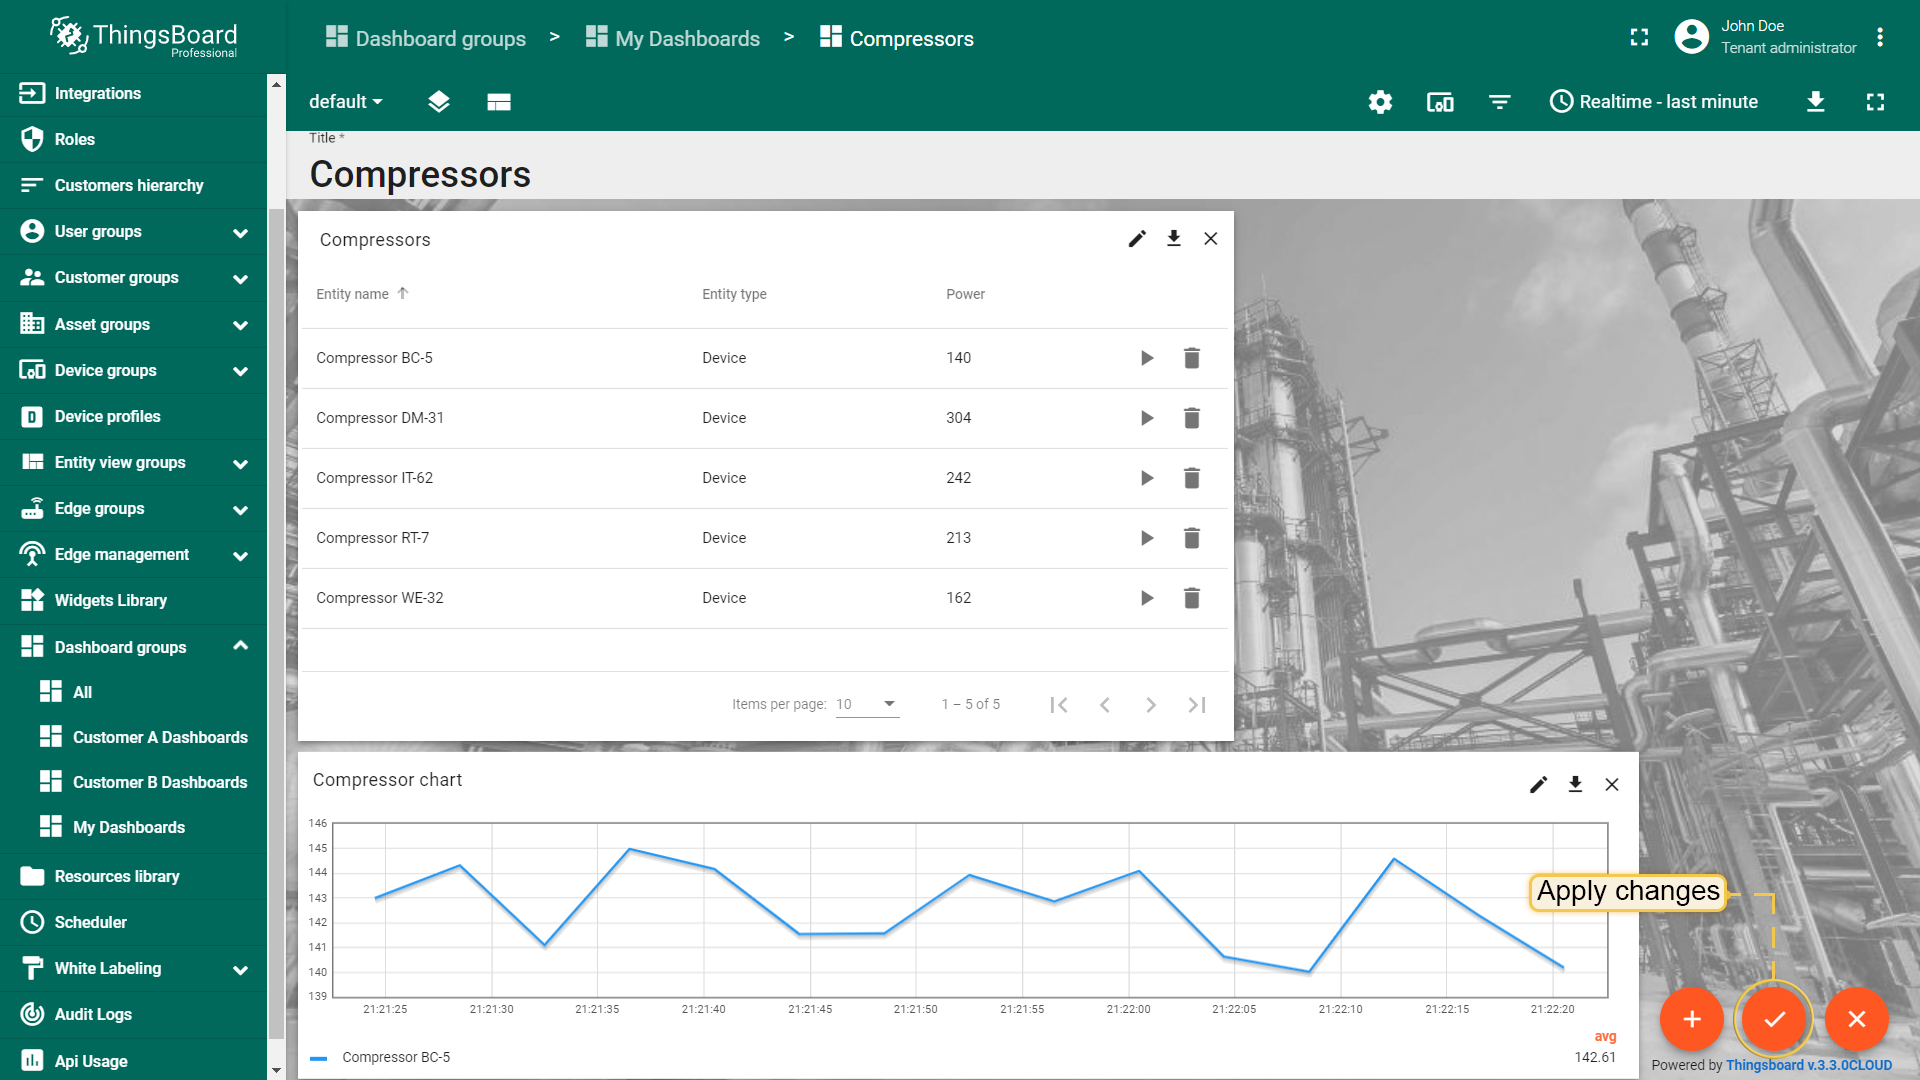 ThingsBoard
Professional
Dashboard groups > My Dashboards > Compressors
John Doe
Tenant administrator
default
Realtime - last minute
Integrations
Roles
Customers hierarchy
User groups
Customer groups
Asset groups
Device groups
D
Device profiles
Entity view groups
Edge groups
Edge management
Widgets Library
Dashboard groups
All
Customer A Dashboards
Customer B Dashboards
My Dashboards
Resources library
Scheduler
White Labeling
Audit Logs
Api Usage
Title *
Compressors
Compressors
Entity name Entity type Power
Compressor BC-5 Device 140
Compressor DM-31 Device 304
Compressor IT-62 Device 242
Compressor RT-7 Device 213
Compressor WE-32 Device 162
Items per page: 10 1 – 5 of 5
Compressor chart
146
145
144
143
142
141
140
139
21:21:25 21:21:30 21:21:35 21:21:40 21:21:45 21:21:50 21:21:55 21:22:00 21:22:05 21:22:10 21:22:15 21:22:20
avg
Compressor BC-5 142.61
Apply changes
Powered by Thingsboard v.3.3.0CLOUD